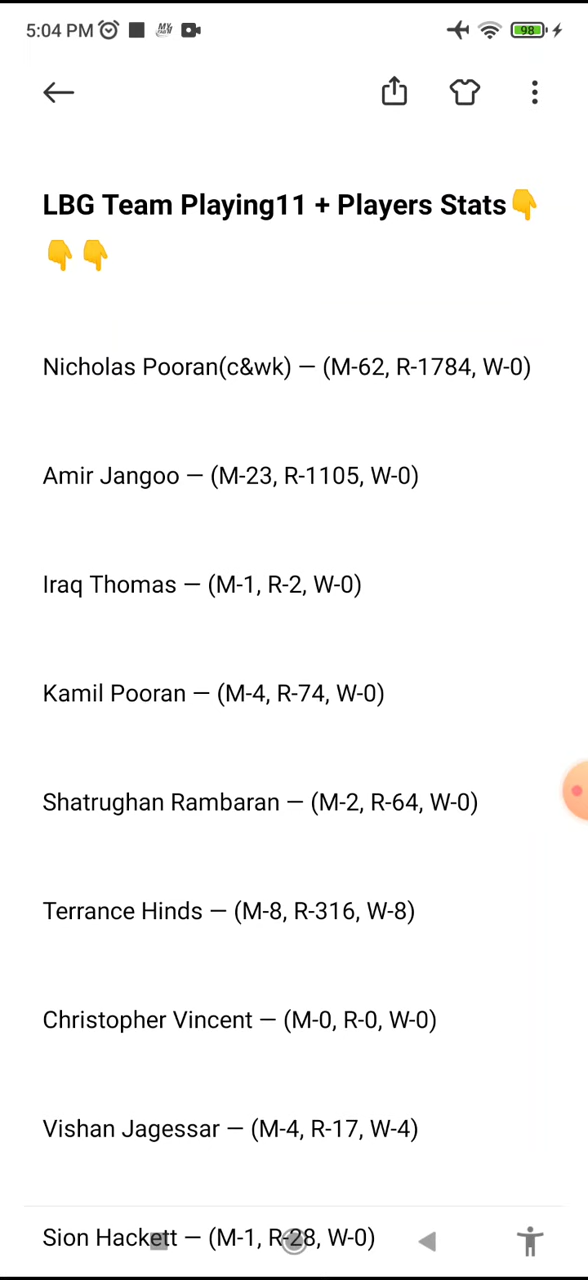 5:04 PM
98
LBG Team Playing11 + Players Stats👇
👇👇
Nicholas Pooran(c&wk) — (M-62, R-1784, W-0)
Amir Jangoo — (M-23, R-1105, W-0)
Iraq Thomas — (M-1, R-2, W-0)
Kamil Pooran — (M-4, R-74, W-0)
Shatrughan Rambaran — (M-2, R-64, W-0)
Terrance Hinds — (M-8, R-316, W-8)
Christopher Vincent — (M-0, R-0, W-0)
Vishan Jagessar — (M-4, R-17, W-4)
Sion Hackett — (M-1, R-28, W-0)